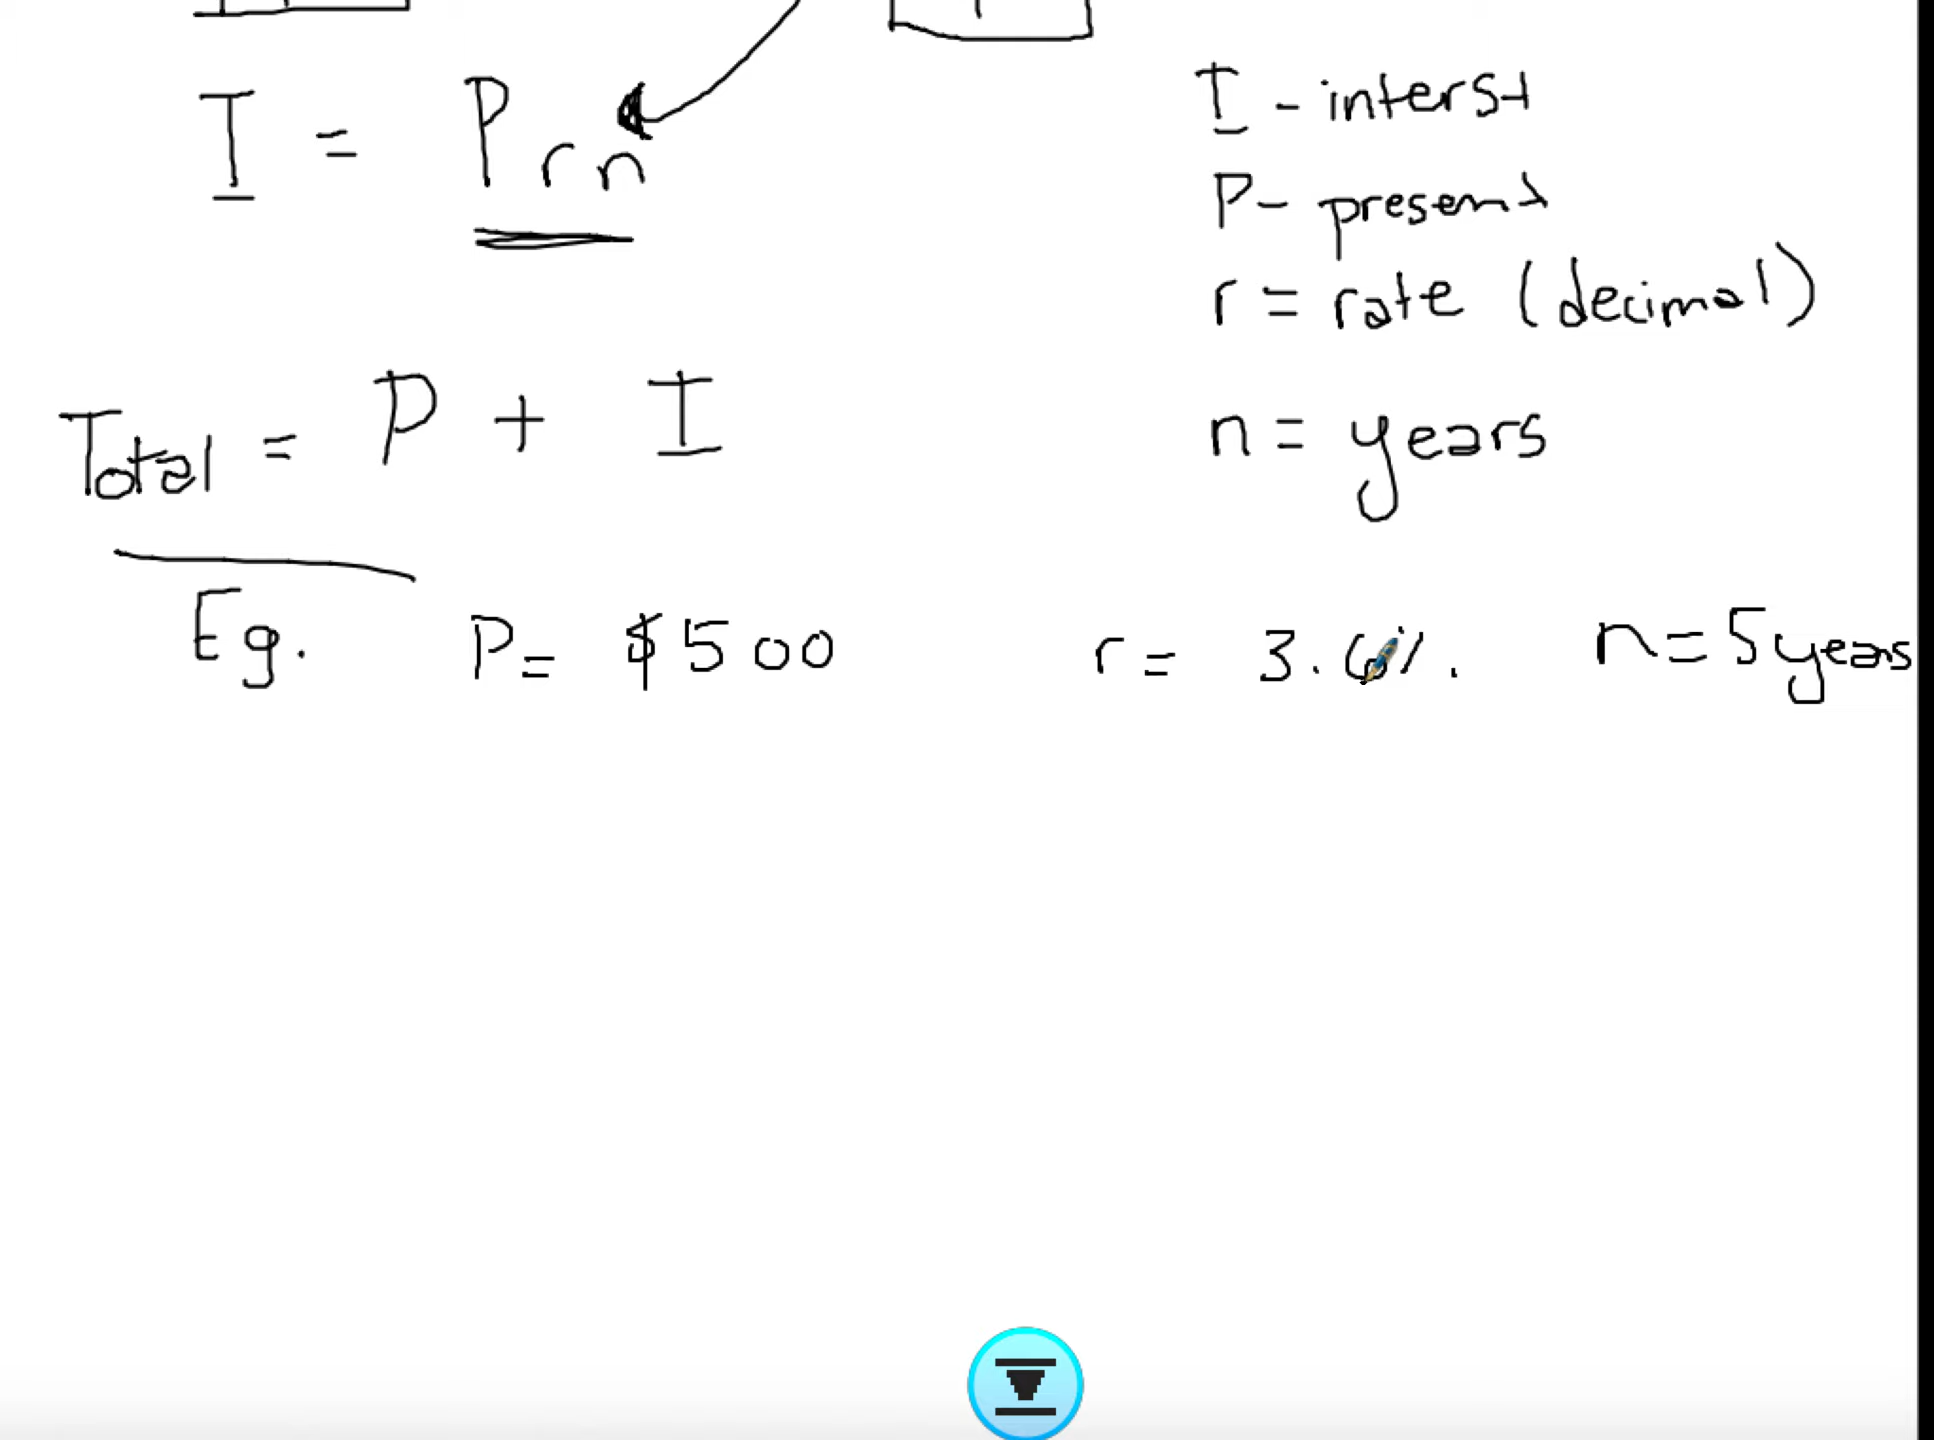 I = Prn
I - interst
P- present
r = rate (decimal)
Total = P + I
n = years
Eg. P = $500 r = 3.6%. n = 5 years